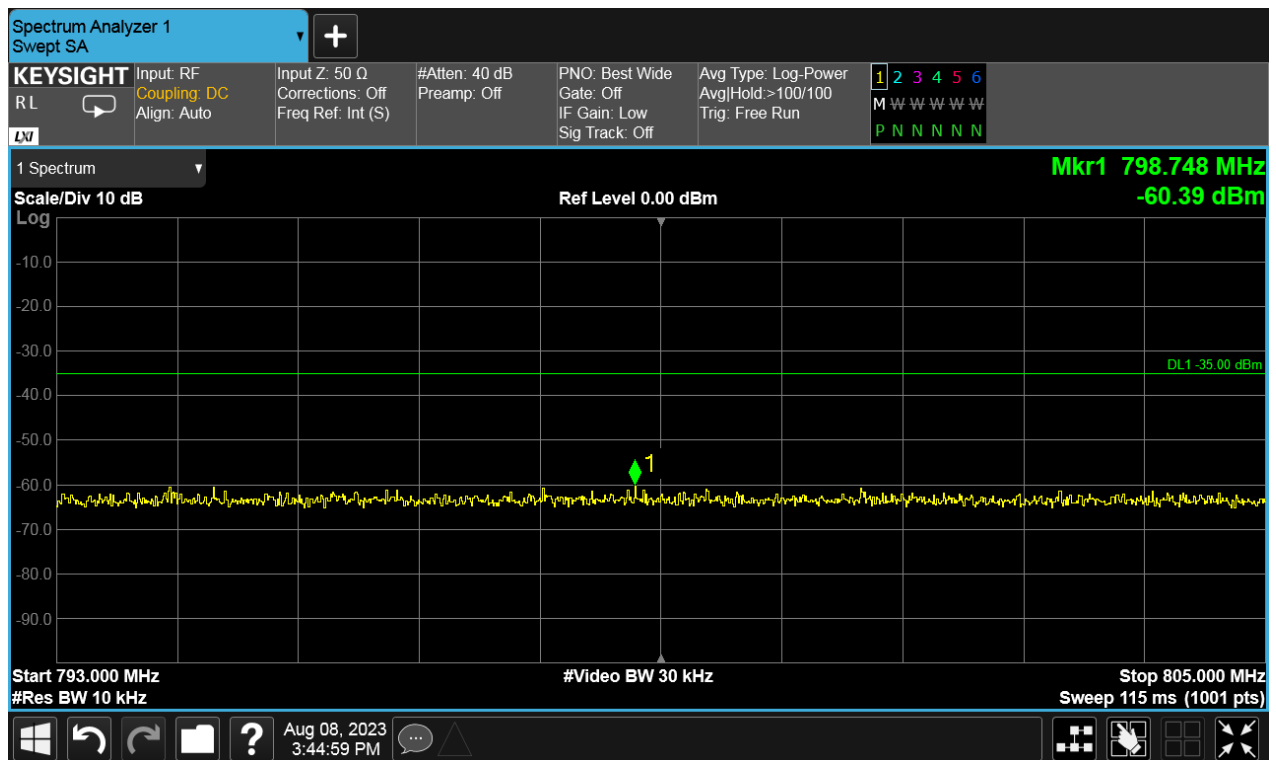 Spectrum Analyzer 1
Swept SA
▼
+
KEYSIGHT
RL
LXI
Input: RF
Coupling: DC
Align: Auto
Input Z: 50 Ω
Corrections: Off
Freq Ref: Int (S)
#Atten: 40 dB
Preamp: Off
PNO: Best Wide
Gate: Off
IF Gain: Low
Sig Track: Off
Avg Type: Log-Power
Avg|Hold:>100/100
Trig: Free Run
1 2 3 4 5 6
M W W W W W
P N N N N N
1 Spectrum ▼
Mkr1 798.748 MHz
-60.39 dBm
Scale/Div 10 dB
Ref Level 0.00 dBm
Log
-10.0
-20.0
-30.0
DL1 -35.00 dBm
-40.0
-50.0
1
-60.0
-70.0
-80.0
-90.0
Start 793.000 MHz
#Video BW 30 kHz
Stop 805.000 MHz
#Res BW 10 kHz
Sweep 115 ms (1001 pts)
?
Aug 08, 2023
3:44:59 PM